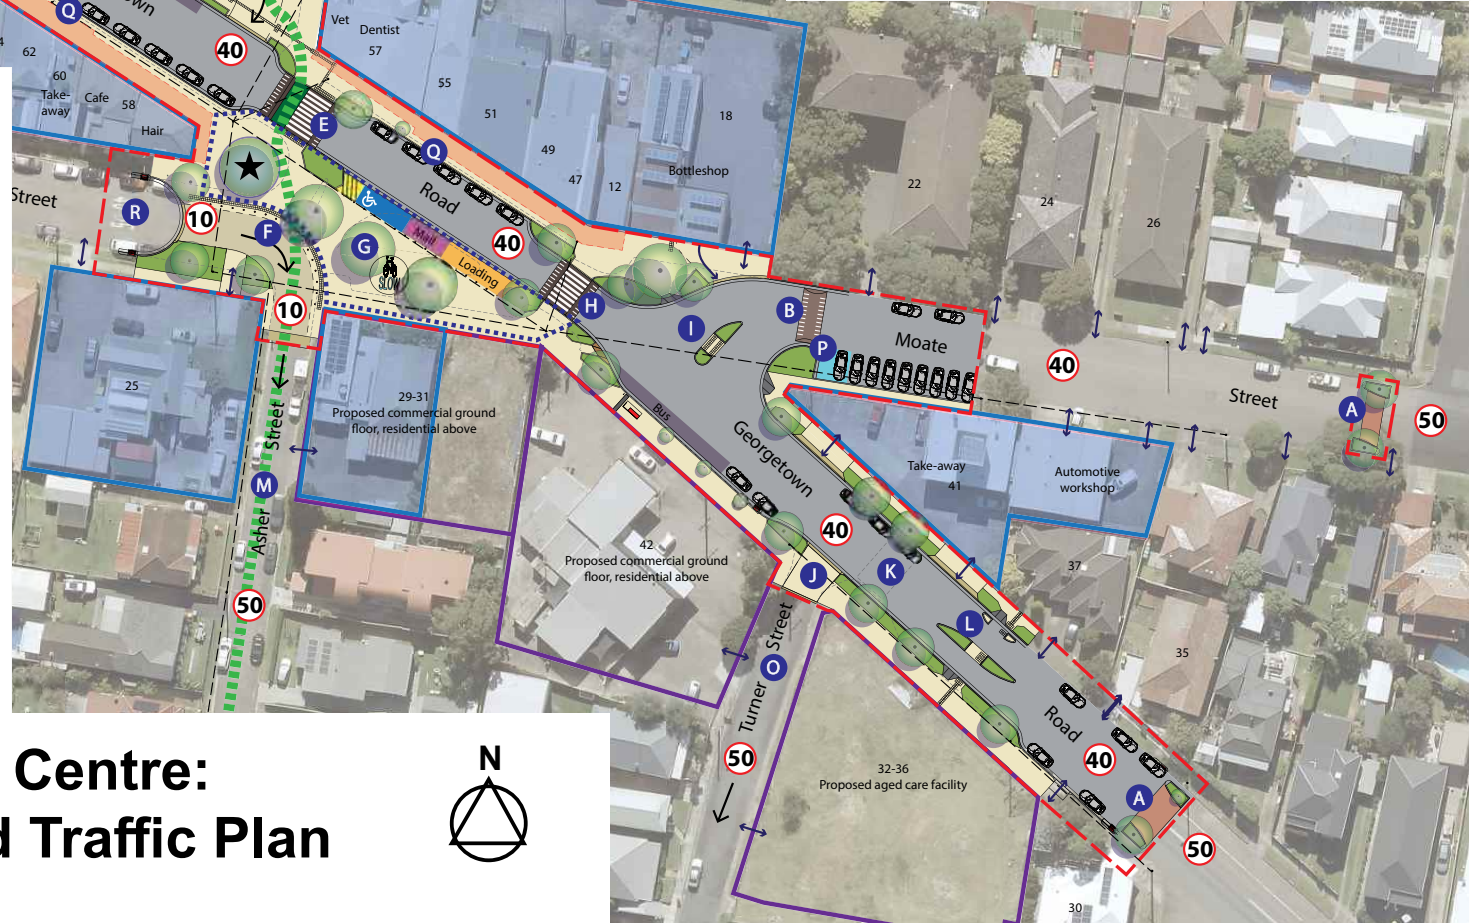 own
Q
40
Vet
Dentist
57
62
60
Take-
away
Cafe
58
Hair
55
51
49
47
12
18
Bottleshop
E
Q
Road
22
24
26
Street
R
10
F
G
40
Mail
Loading
SLOW
H
10
B
I
P
Moate
40
Street
A
50
25
29-31
Proposed commercial ground
floor, residential above
Bus
Georgetown
Take-away
41
Automotive
workshop
Street
M
Asher
40
42
Proposed commercial ground
floor, residential above
J
K
37
50
L
35
Street
O
Turner
Road
50
40
32-36
Proposed aged care facility
A
50
30
Centre:
d Traffic Plan
N